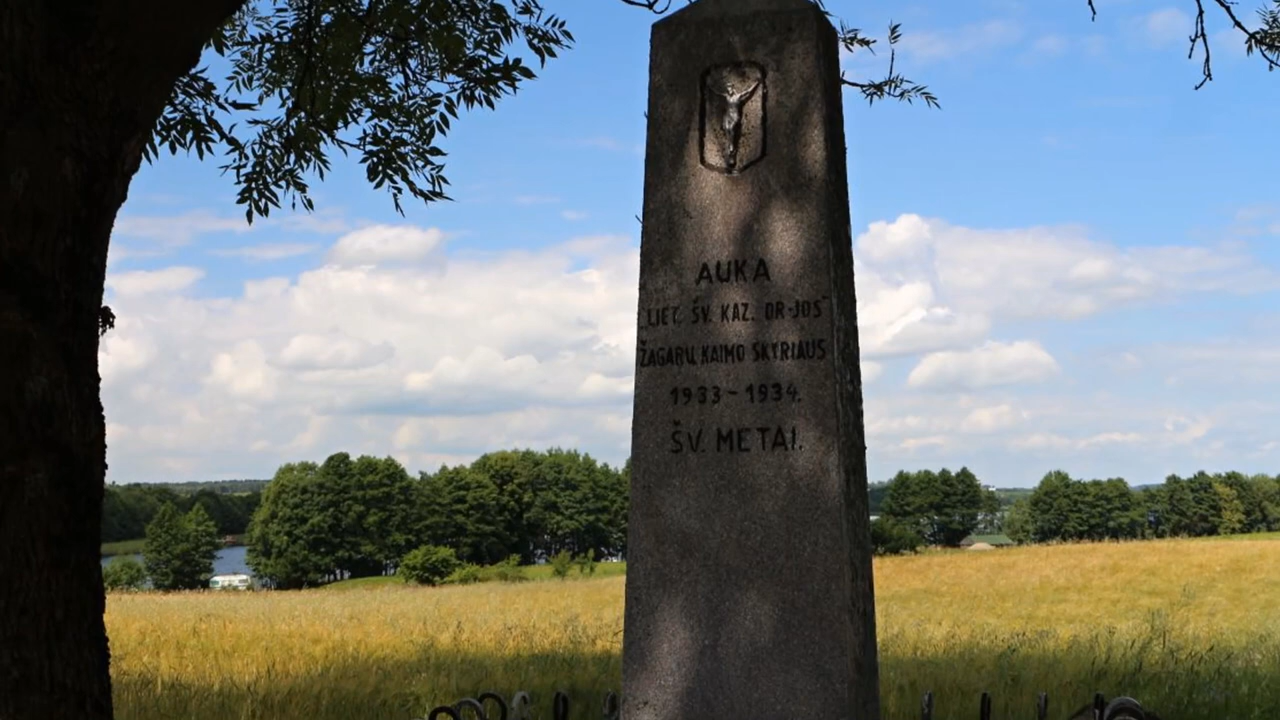 AUKA
„LIET. ŠV. KAZ. DR-JOS"
ŽAGARŲ KAIMO SKYRIAUS
1933-1934.
ŠV. METAI.